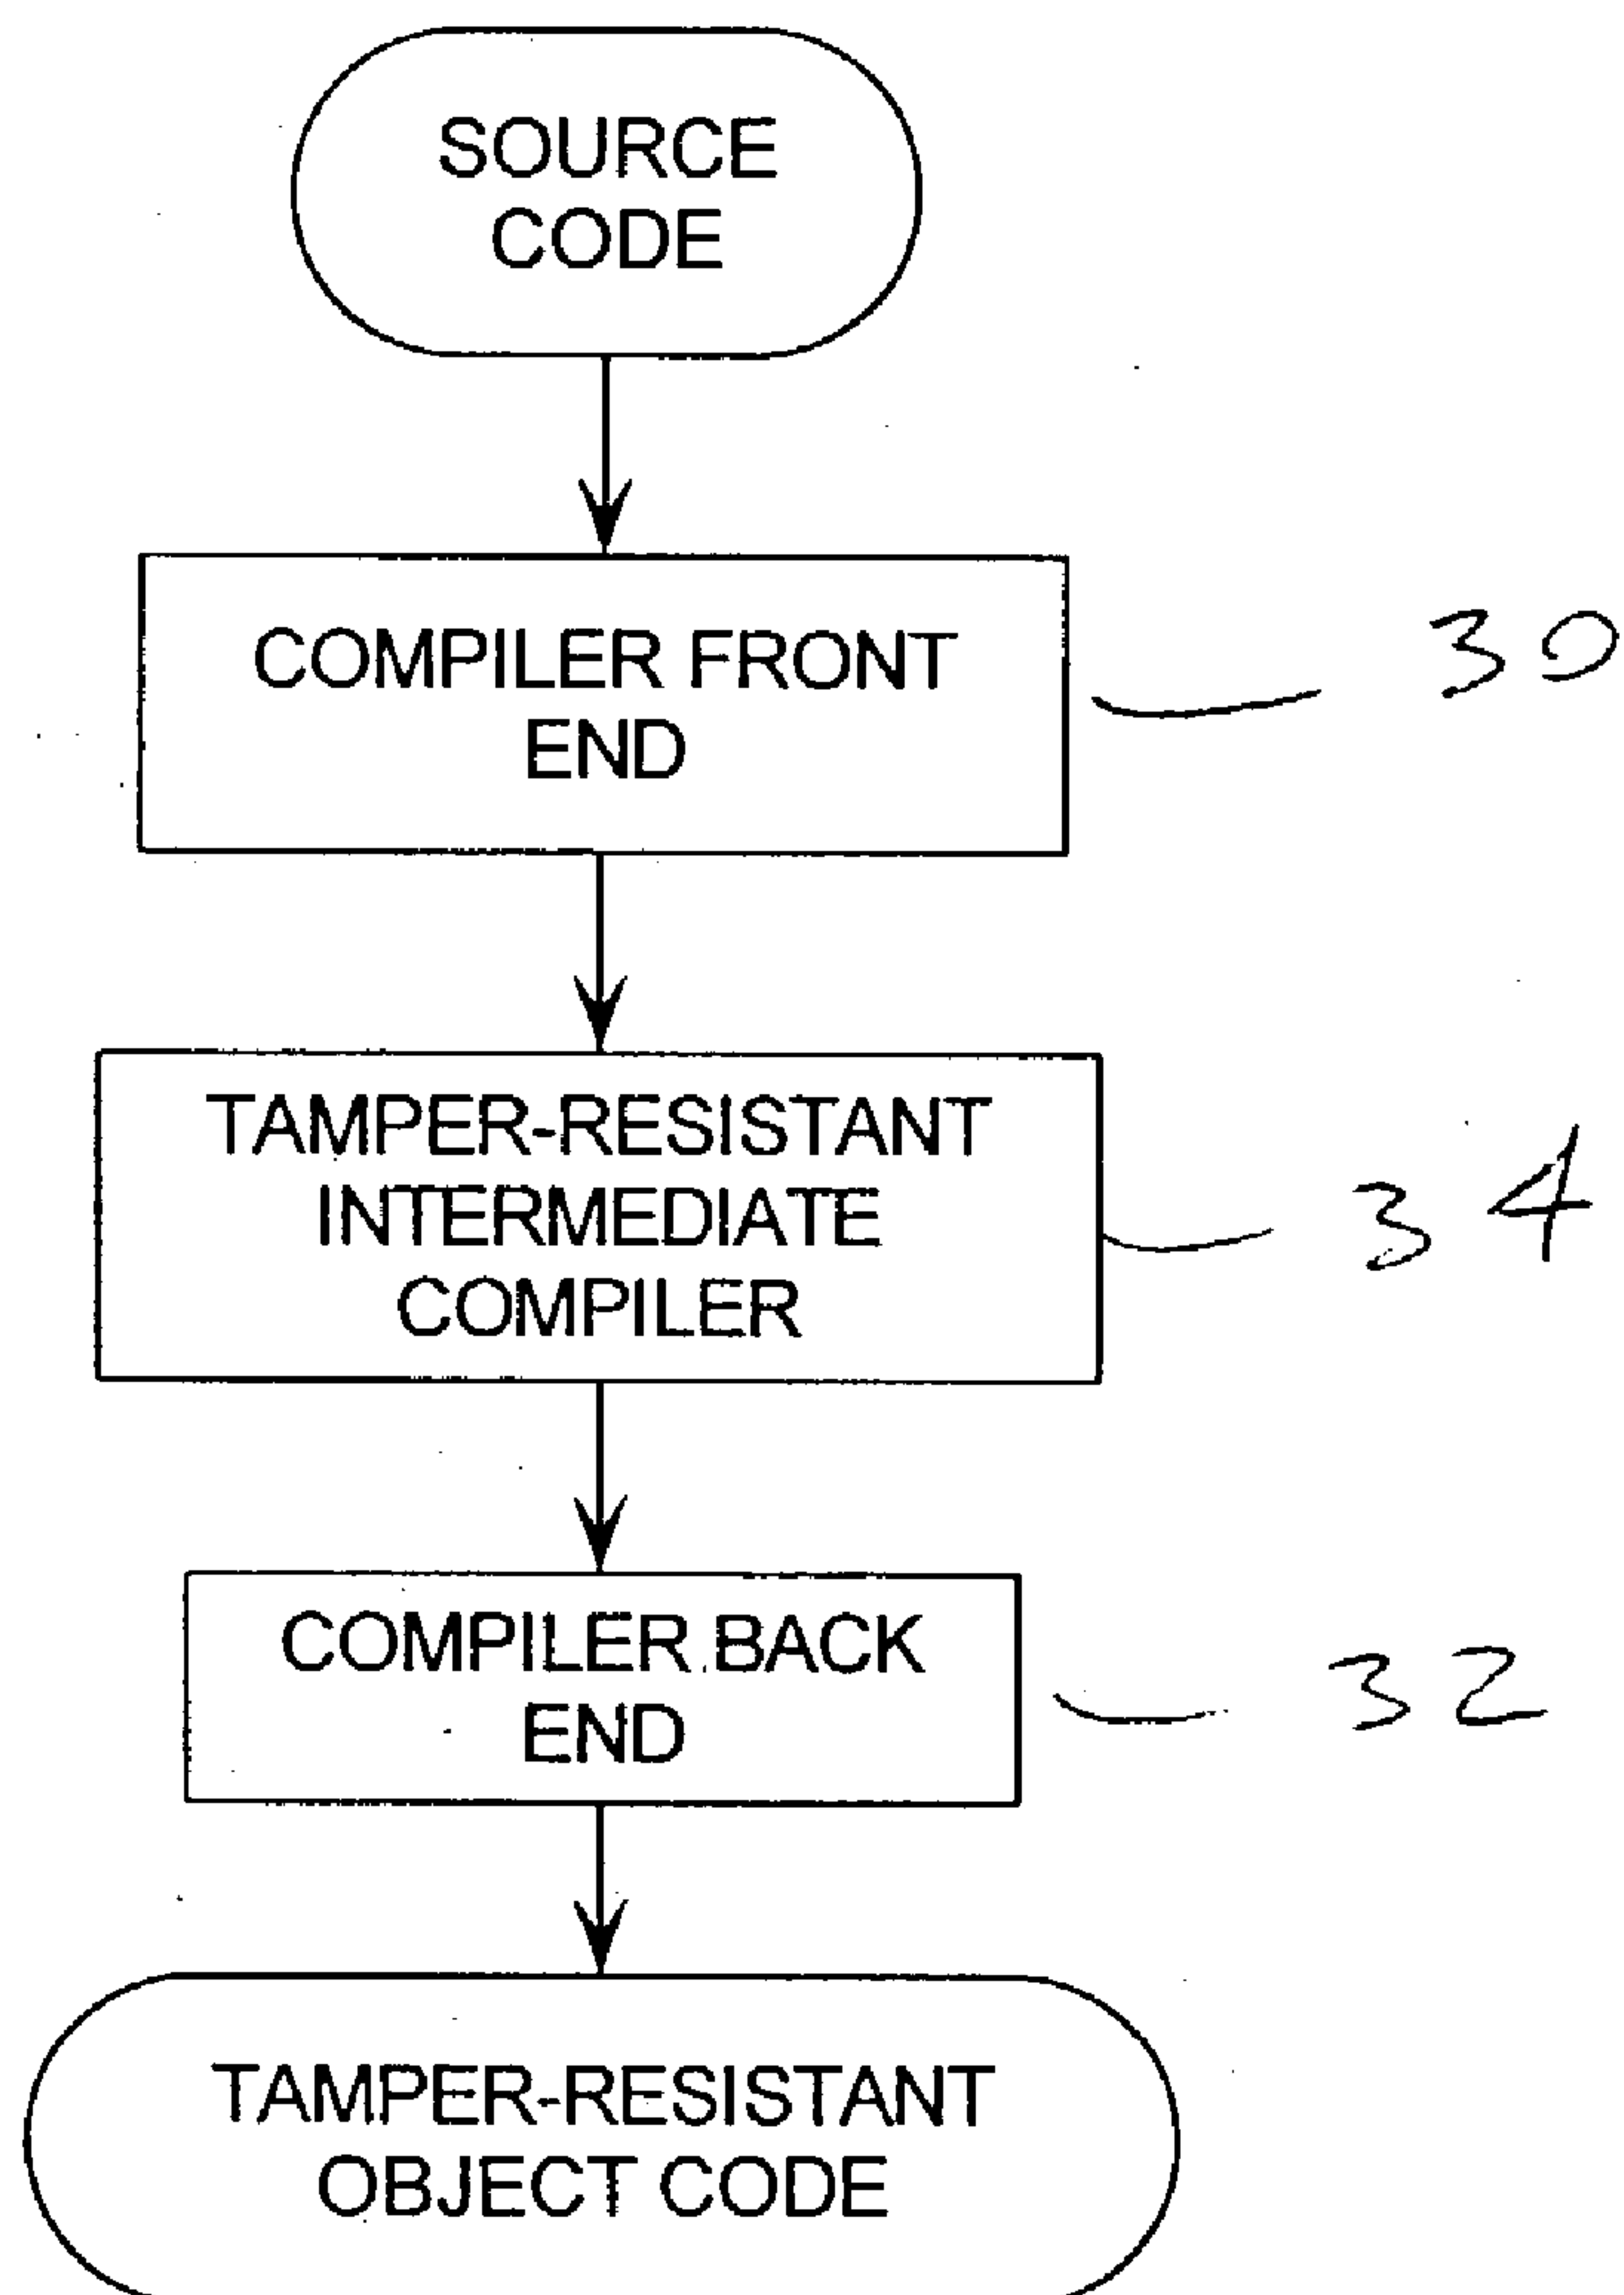 SOURCE
CODE
COMPILER FRONT
END
30
TAMPER-RESISTANT
INTERMEDIATE
COMPILER
34
COMPILER BACK
END
32
TAMPER-RESISTANT
OBJECT CODE